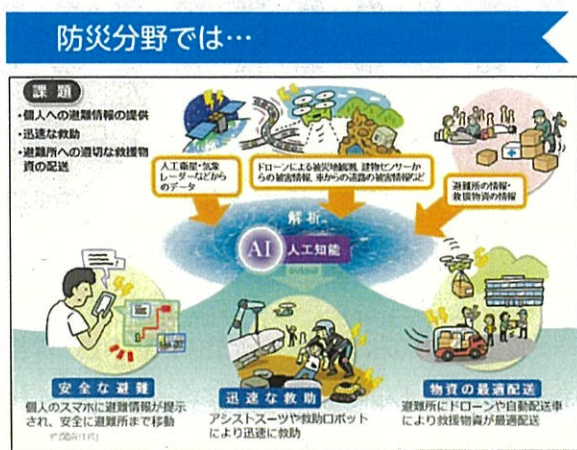 防災分野では…
課題
・個人への避難情報の提供
・迅速な救助
・避難所への適切な救援物
資の配送
人工衛星・気象
レーダーなどから
のデータ
ドローンによる被災地観測、建物センサーか
らの被害情報、車からの道路の被害情報など
避難所の情報・
救援物資の情報
解析
AI 人工知能
安全な避難
個人のスマホに避難情報が提示
され、安全に避難所まで移動
迅速な救助
アシストスーツや救助ロボット
により迅速に救助
物資の最適配送
避難所にドローンや自動配送車
により救援物資が最適配送